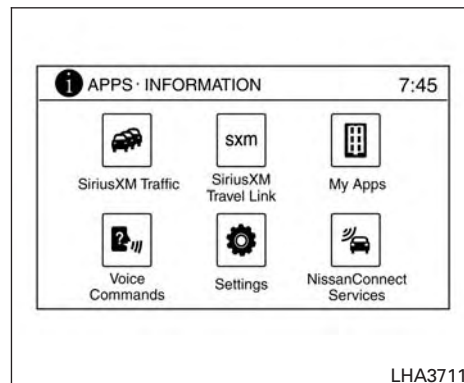 i APPS · INFORMATION 7:45
sxm
SiriusXM Traffic
SiriusXM
Travel Link
My Apps
?
Voice
Commands
Settings
NissanConnect
Services
LHA3711